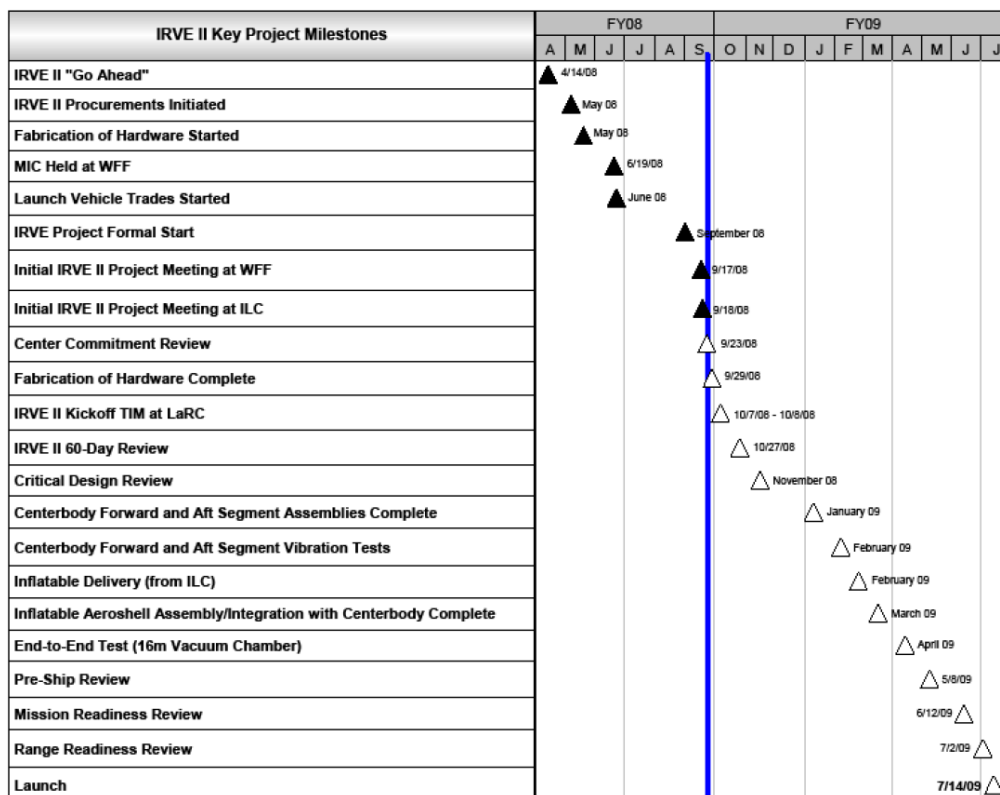 IRVE II Key Project Milestones FY08 FY09
A M J J A S O N D J F M A M J J
IRVE II "Go Ahead" 4/14/08
IRVE II Procurements Initiated May 08
Fabrication of Hardware Started May 08
MIC Held at WFF 6/19/08
Launch Vehicle Trades Started June 08
IRVE Project Formal Start September 08
Initial IRVE II Project Meeting at WFF 9/17/08
Initial IRVE II Project Meeting at ILC 9/18/08
Center Commitment Review 9/23/08
Fabrication of Hardware Complete 9/29/08
IRVE II Kickoff TIM at LaRC 10/7/08 - 10/8/08
IRVE II 60-Day Review 10/27/08
Critical Design Review November 08
Centerbody Forward and Aft Segment Assemblies Complete January 09
Centerbody Forward and Aft Segment Vibration Tests February 09
Inflatable Delivery (from ILC) February 09
Inflatable Aeroshell Assembly/Integration with Centerbody Complete March 09
End-to-End Test (16m Vacuum Chamber) April 09
Pre-Ship Review 5/8/09
Mission Readiness Review 6/12/09
Range Readiness Review 7/2/09
Launch 7/14/09